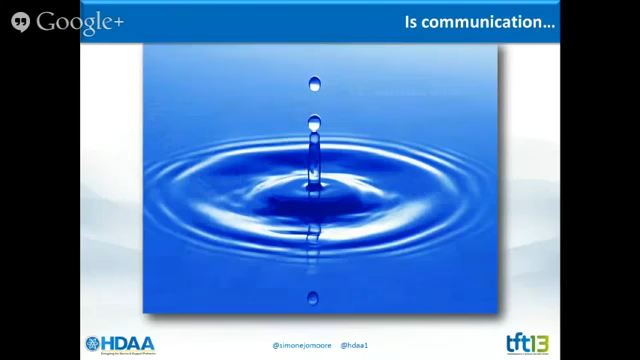 Google+
Is communication...
HDAA
@simonejomoore @hdaa1
tft13